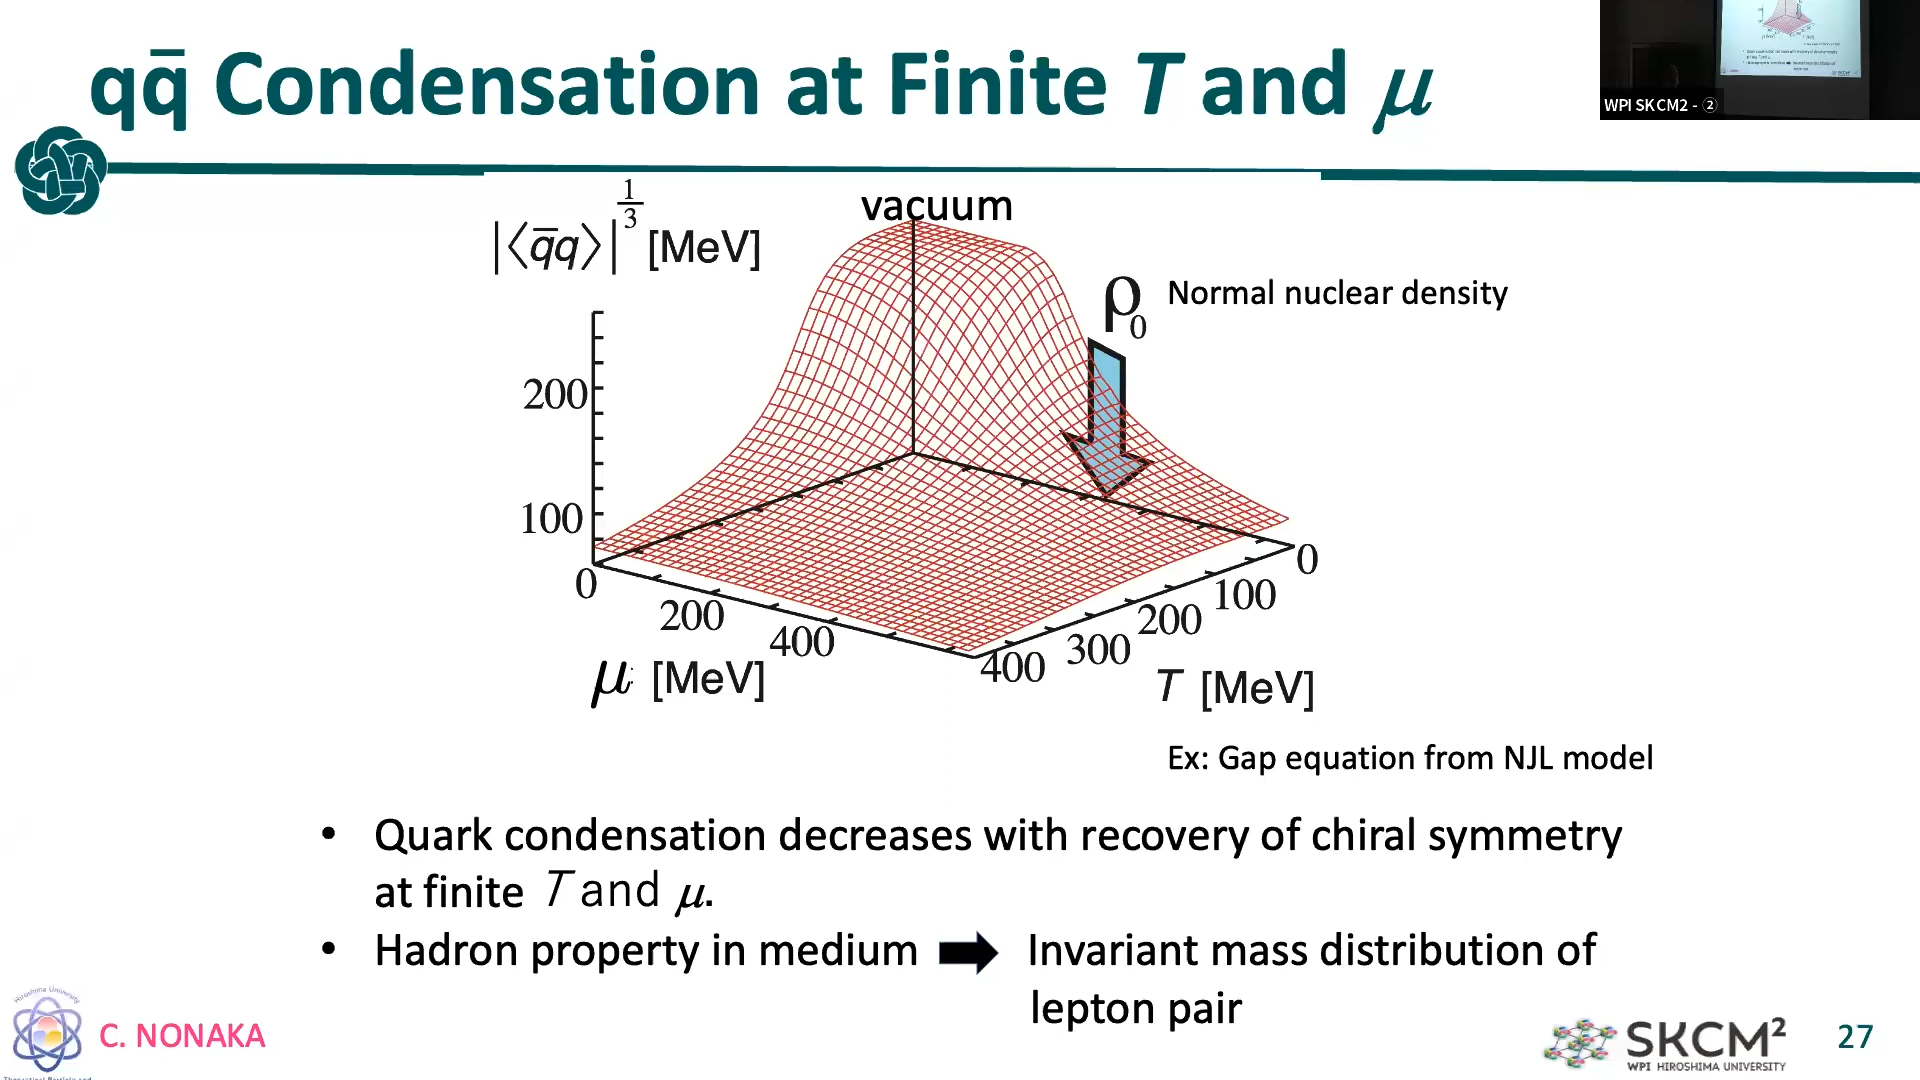 qq̄ Condensation at Finite T and μ
WPI SKCM2 - ②
|⟨q̄q⟩|^1/3 [MeV]
vacuum
ρ0 Normal nuclear density
200
100
0
200
400
μ [MeV]
0
100
200
300
400
T [MeV]
Ex: Gap equation from NJL model
• Quark condensation decreases with recovery of chiral symmetry
at finite T and μ.
• Hadron property in medium ➡ Invariant mass distribution of
lepton pair
Hiroshima University
C. NONAKA
SKCM²
WPI HIROSHIMA UNIVERSITY
27